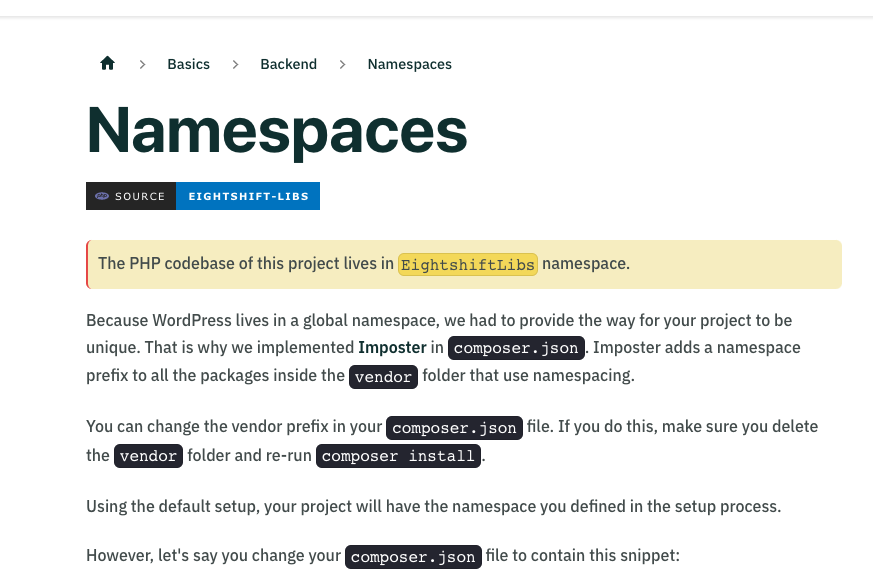 Basics > Backend > Namespaces
Namespaces
php SOURCE EIGHTSHIFT-LIBS
The PHP codebase of this project lives in EightshiftLibs namespace.
Because WordPress lives in a global namespace, we had to provide the way for your project to be
unique. That is why we implemented Imposter in composer.json. Imposter adds a namespace
prefix to all the packages inside the vendor folder that use namespacing.
You can change the vendor prefix in your composer.json file. If you do this, make sure you delete
the vendor folder and re-run composer install.
Using the default setup, your project will have the namespace you defined in the setup process.
However, let's say you change your composer.json file to contain this snippet: